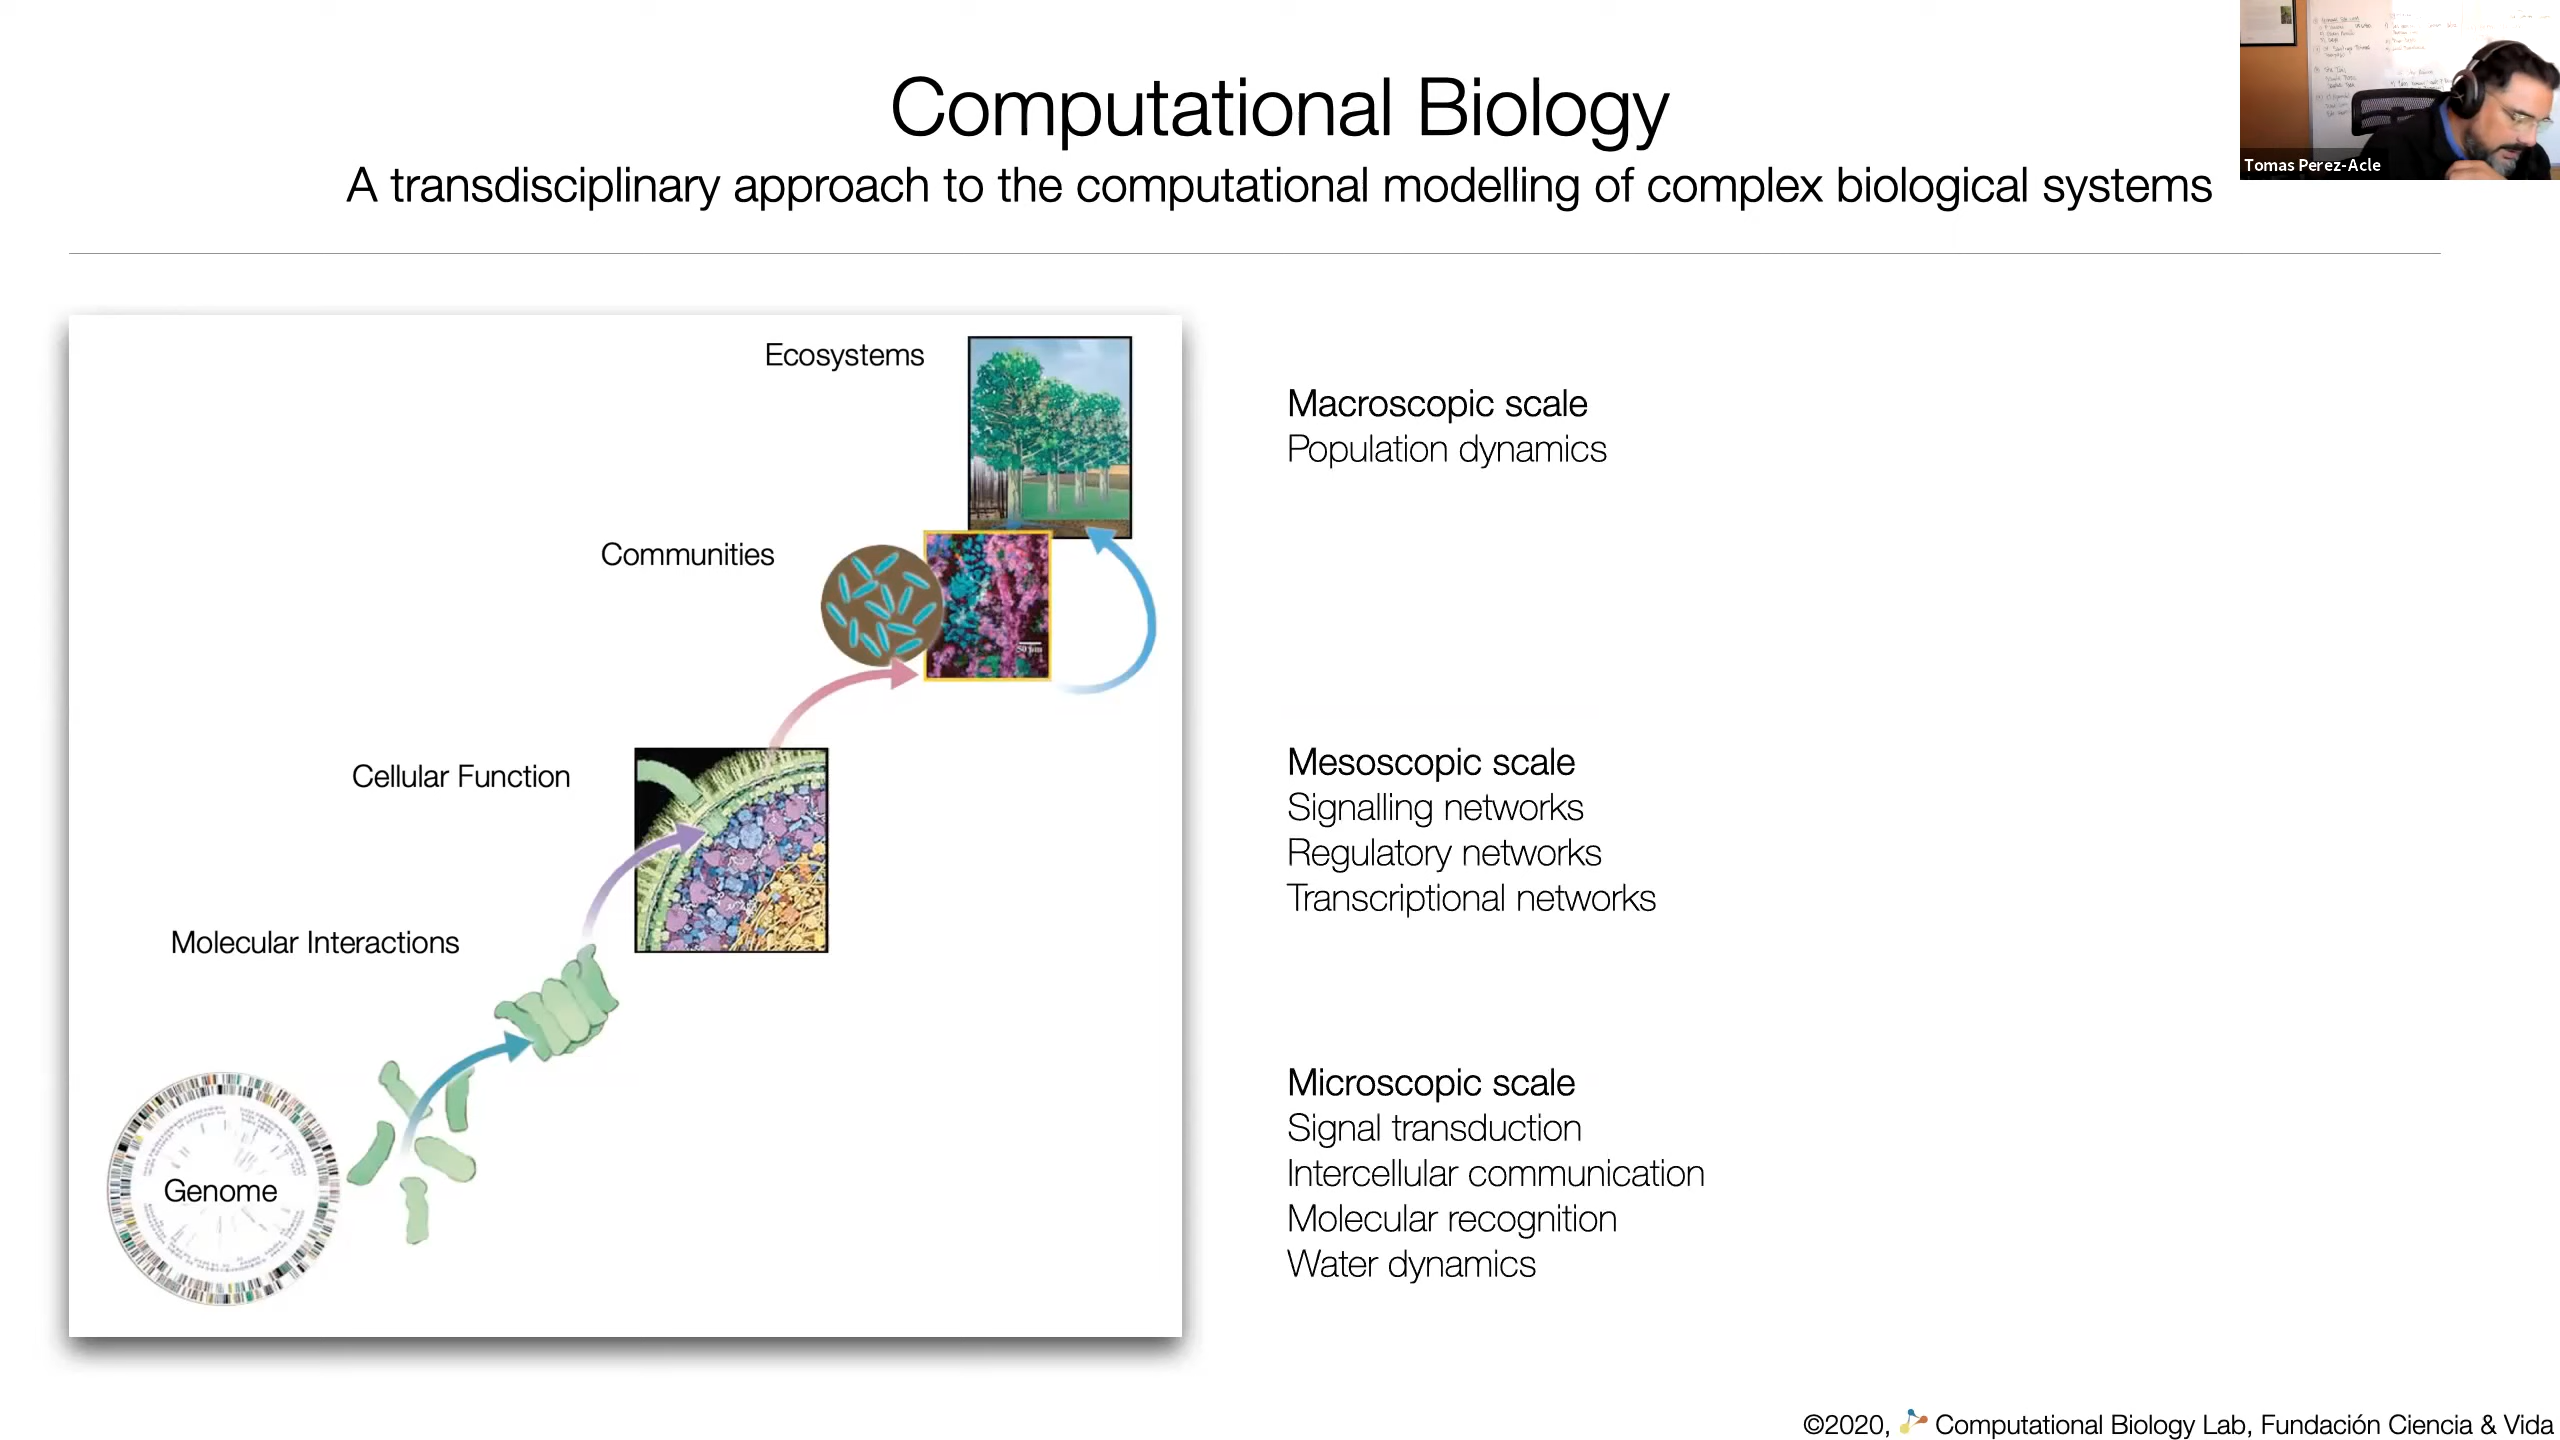 Computational Biology
A transdisciplinary approach to the computational modelling of complex biological systems
Tomas Perez-Acle
Ecosystems
Communities
50 µm
Cellular Function
Molecular Interactions
Genome
Macroscopic scale
Population dynamics
Mesoscopic scale
Signalling networks
Regulatory networks
Transcriptional networks
Microscopic scale
Signal transduction
Intercellular communication
Molecular recognition
Water dynamics
©2020, Computational Biology Lab, Fundación Ciencia & Vida